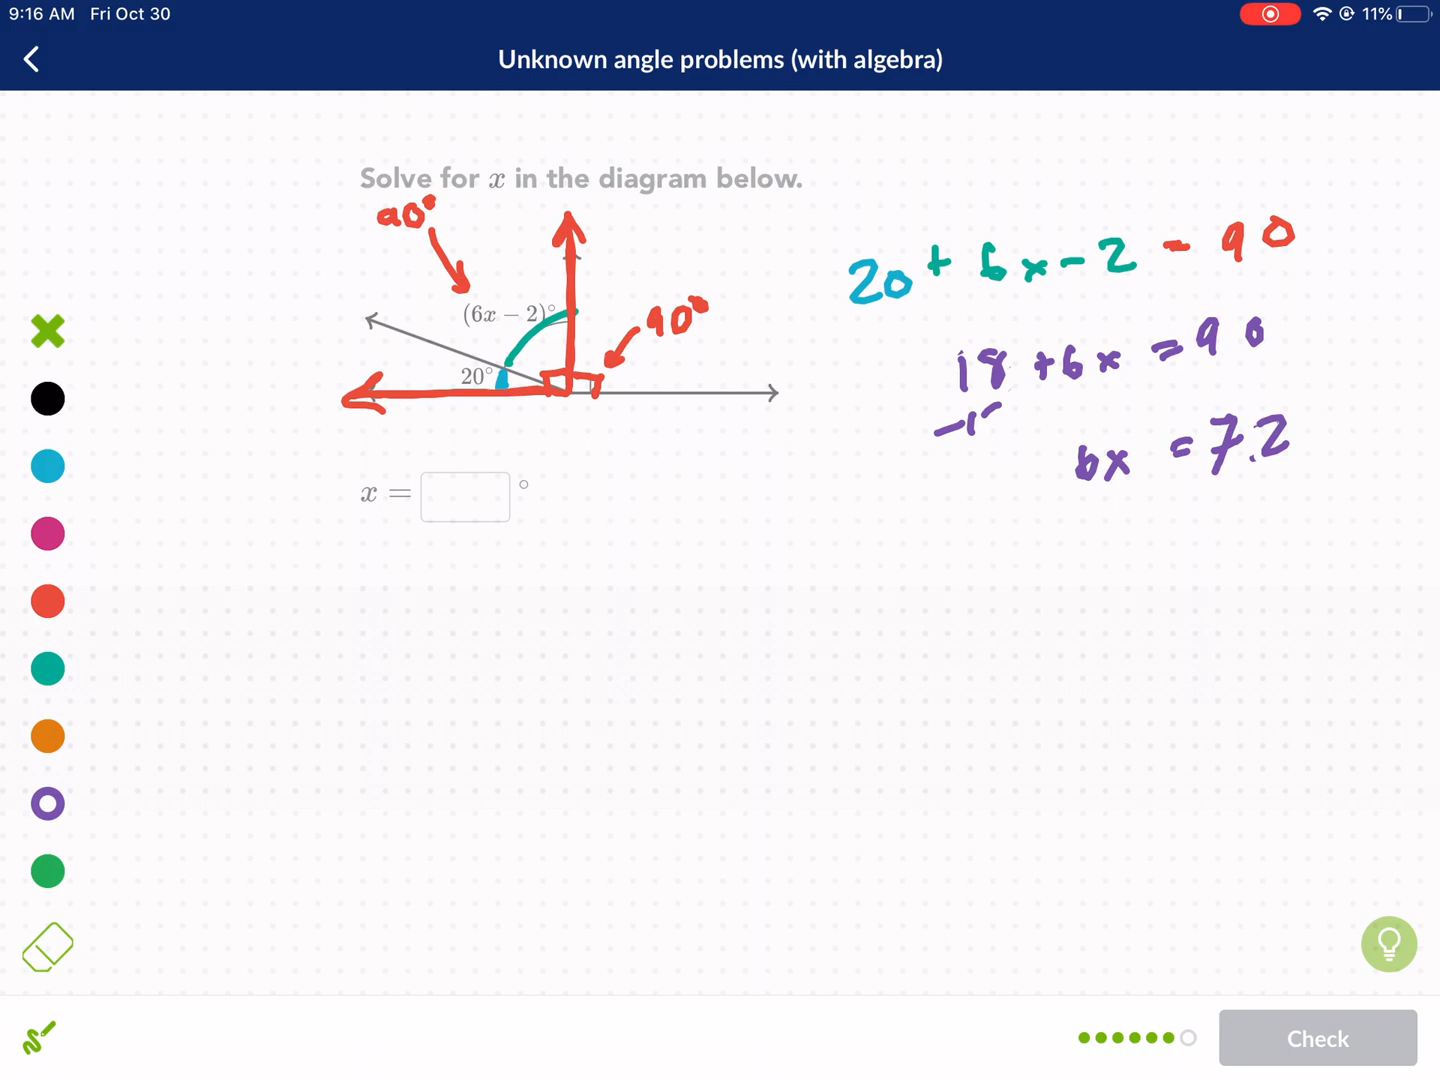 9:16 AM Fri Oct 30
11%
Unknown angle problems (with algebra)
Solve for x in the diagram below.
90°
(6x − 2)°
90°
20°
x = °
20 + 6x − 2 = 90
18 + 6x = 90
6x = 72
Check